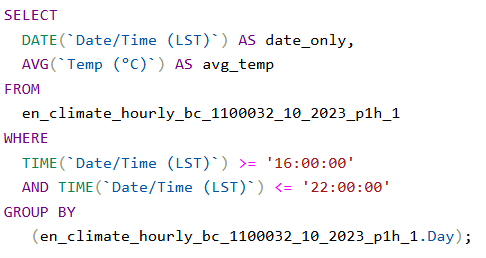 SELECT
DATE(`Date/Time (LST)`) AS date_only,
AVG(`Temp (°C)`) AS avg_temp
FROM
en_climate_hourly_bc_1100032_10_2023_p1h_1
WHERE
TIME(`Date/Time (LST)`) >= '16:00:00'
AND TIME(`Date/Time (LST)`) <= '22:00:00'
GROUP BY
(en_climate_hourly_bc_1100032_10_2023_p1h_1.Day);